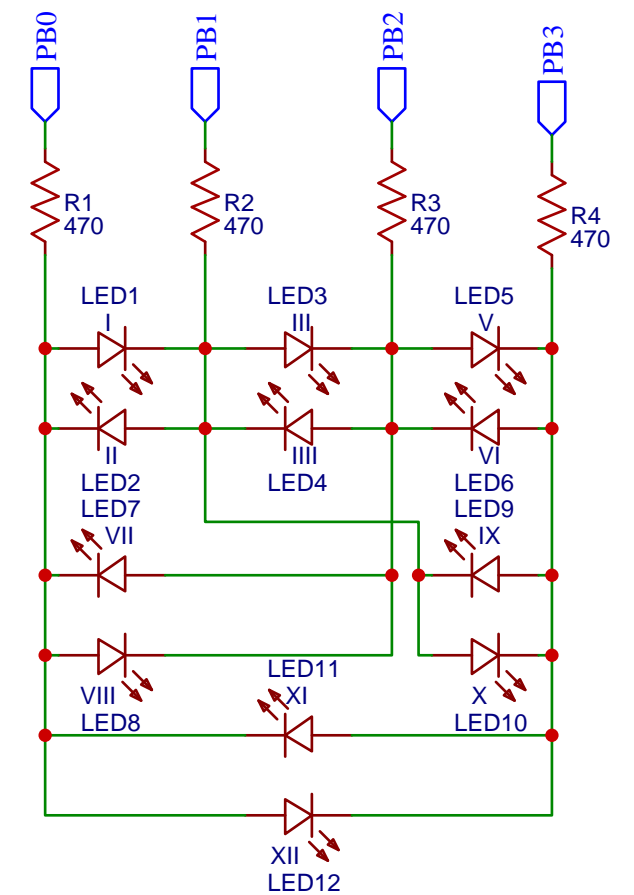 PB0
PB1
PB2
PB3
R1
470
R2
470
R3
470
R4
470
LED1
I
LED3
III
LED5
V
II
LED2
IIII
LED4
VI
LED6
LED7
VII
LED9
IX
VIII
LED8
LED11
XI
X
LED10
XII
LED12